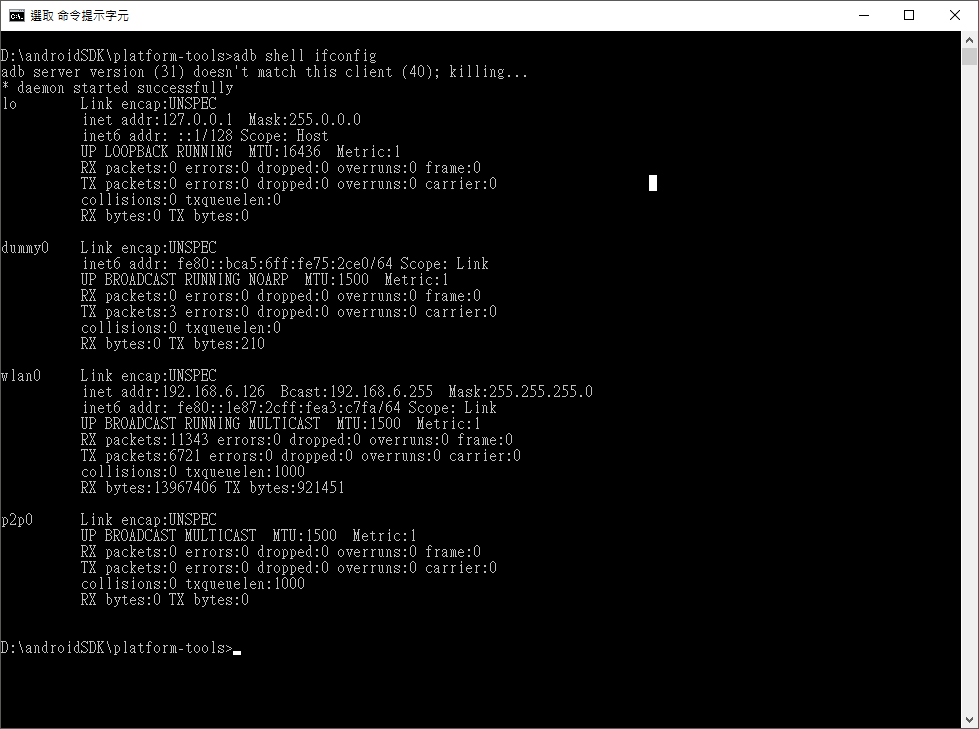 選取 命令提示字元
D:\androidSDK\platform-tools>adb shell ifconfig
adb server version (31) doesn't match this client (40); killing...
* daemon started successfully
lo        Link encap:UNSPEC
          inet addr:127.0.0.1  Mask:255.0.0.0
          inet6 addr: ::1/128 Scope: Host
          UP LOOPBACK RUNNING  MTU:16436  Metric:1
          RX packets:0 errors:0 dropped:0 overruns:0 frame:0
          TX packets:0 errors:0 dropped:0 overruns:0 carrier:0
          collisions:0 txqueuelen:0
          RX bytes:0 TX bytes:0
dummy0    Link encap:UNSPEC
          inet6 addr: fe80::bca5:6ff:fe75:2ce0/64 Scope: Link
          UP BROADCAST RUNNING NOARP  MTU:1500  Metric:1
          RX packets:0 errors:0 dropped:0 overruns:0 frame:0
          TX packets:3 errors:0 dropped:0 overruns:0 carrier:0
          collisions:0 txqueuelen:0
          RX bytes:0 TX bytes:210
wlan0     Link encap:UNSPEC
          inet addr:192.168.6.126  Bcast:192.168.6.255  Mask:255.255.255.0
          inet6 addr: fe80::1e87:2cff:fea3:c7fa/64 Scope: Link
          UP BROADCAST RUNNING MULTICAST  MTU:1500  Metric:1
          RX packets:11343 errors:0 dropped:0 overruns:0 frame:0
          TX packets:6721 errors:0 dropped:0 overruns:0 carrier:0
          collisions:0 txqueuelen:1000
          RX bytes:13967406 TX bytes:921451
p2p0      Link encap:UNSPEC
          UP BROADCAST MULTICAST  MTU:1500  Metric:1
          RX packets:0 errors:0 dropped:0 overruns:0 frame:0
          TX packets:0 errors:0 dropped:0 overruns:0 carrier:0
          collisions:0 txqueuelen:1000
          RX bytes:0 TX bytes:0
D:\androidSDK\platform-tools>